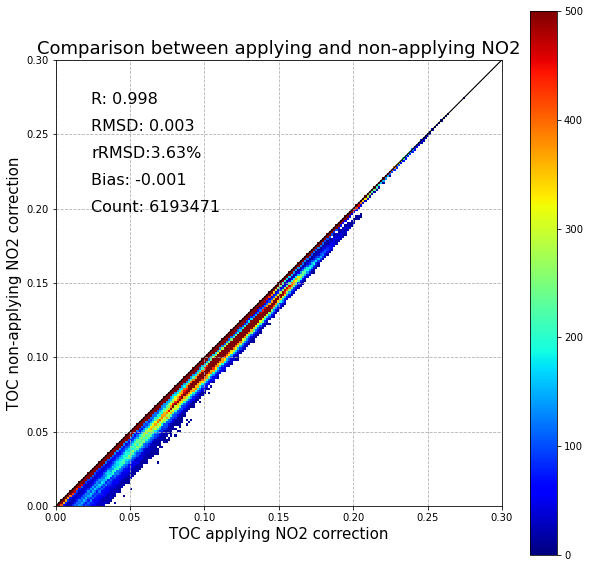 Comparison between applying and non-applying NO2
R: 0.998
RMSD: 0.003
rRMSD:3.63%
Bias: -0.001
Count: 6193471
TOC non-applying NO2 correction
0.30
0.25
0.20
0.15
0.10
0.05
0.00
0.00 0.05 0.10 0.15 0.20 0.25 0.30
TOC applying NO2 correction
500
400
300
200
100
0